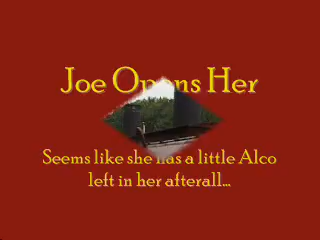 Joe Opens Her
Seems like she has a little Alco
left in her afterall...